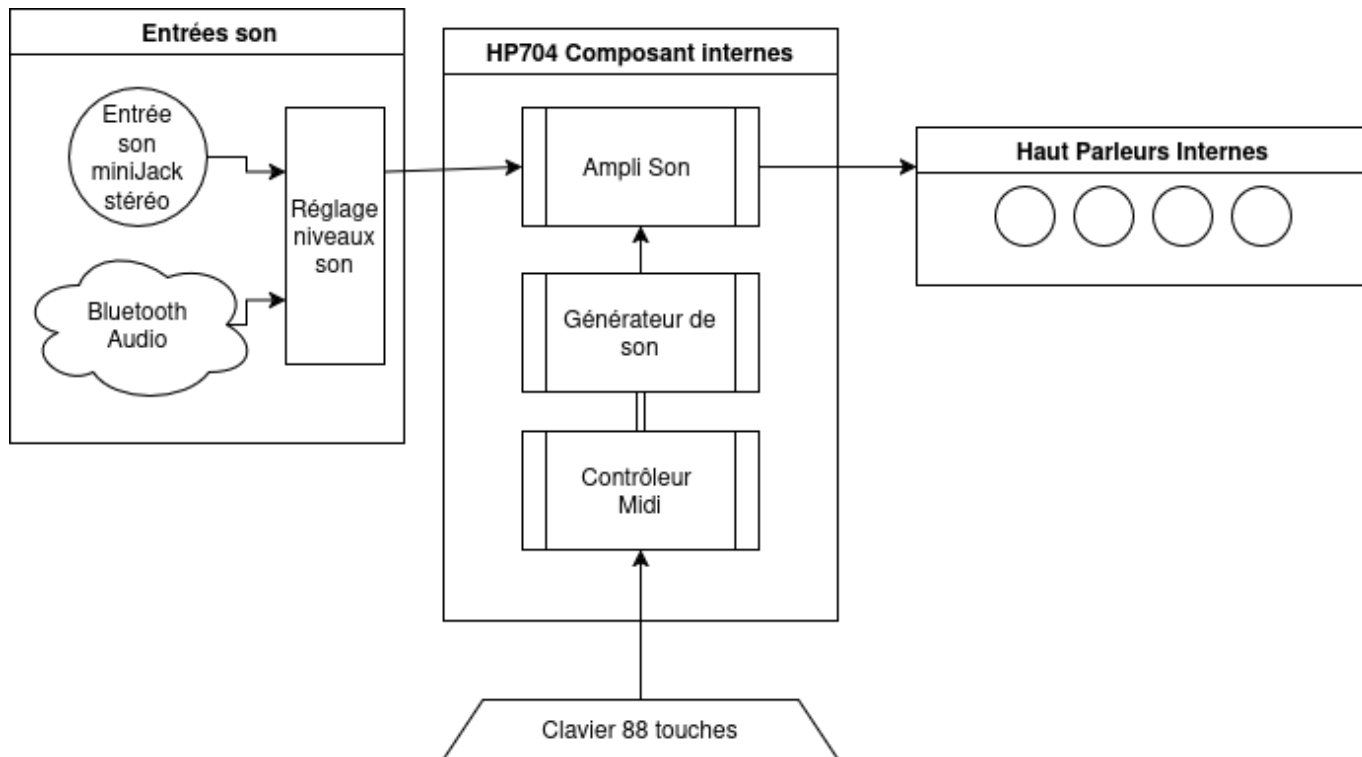 Entrées son
Entrée
son
miniJack
stéréo
Réglage
niveaux
son
Bluetooth
Audio
HP704 Composant internes
Ampli Son
Générateur de
son
Contrôleur
Midi
Haut Parleurs Internes
Clavier 88 touches